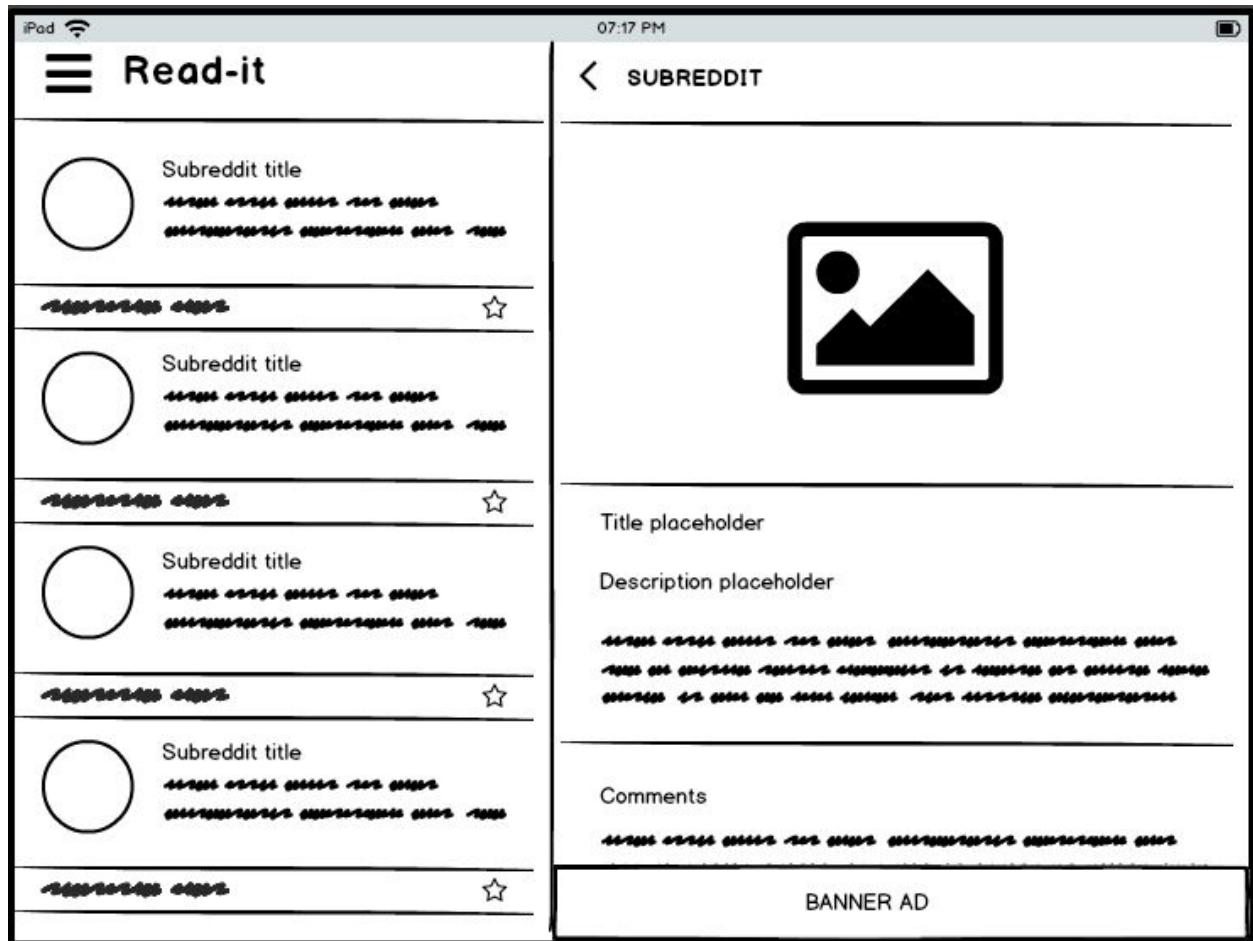 iPad
07:17 PM
Read-it
Subreddit title
Subreddit title
Subreddit title
Subreddit title
SUBREDDIT
Title placeholder
Description placeholder
Comments
BANNER AD